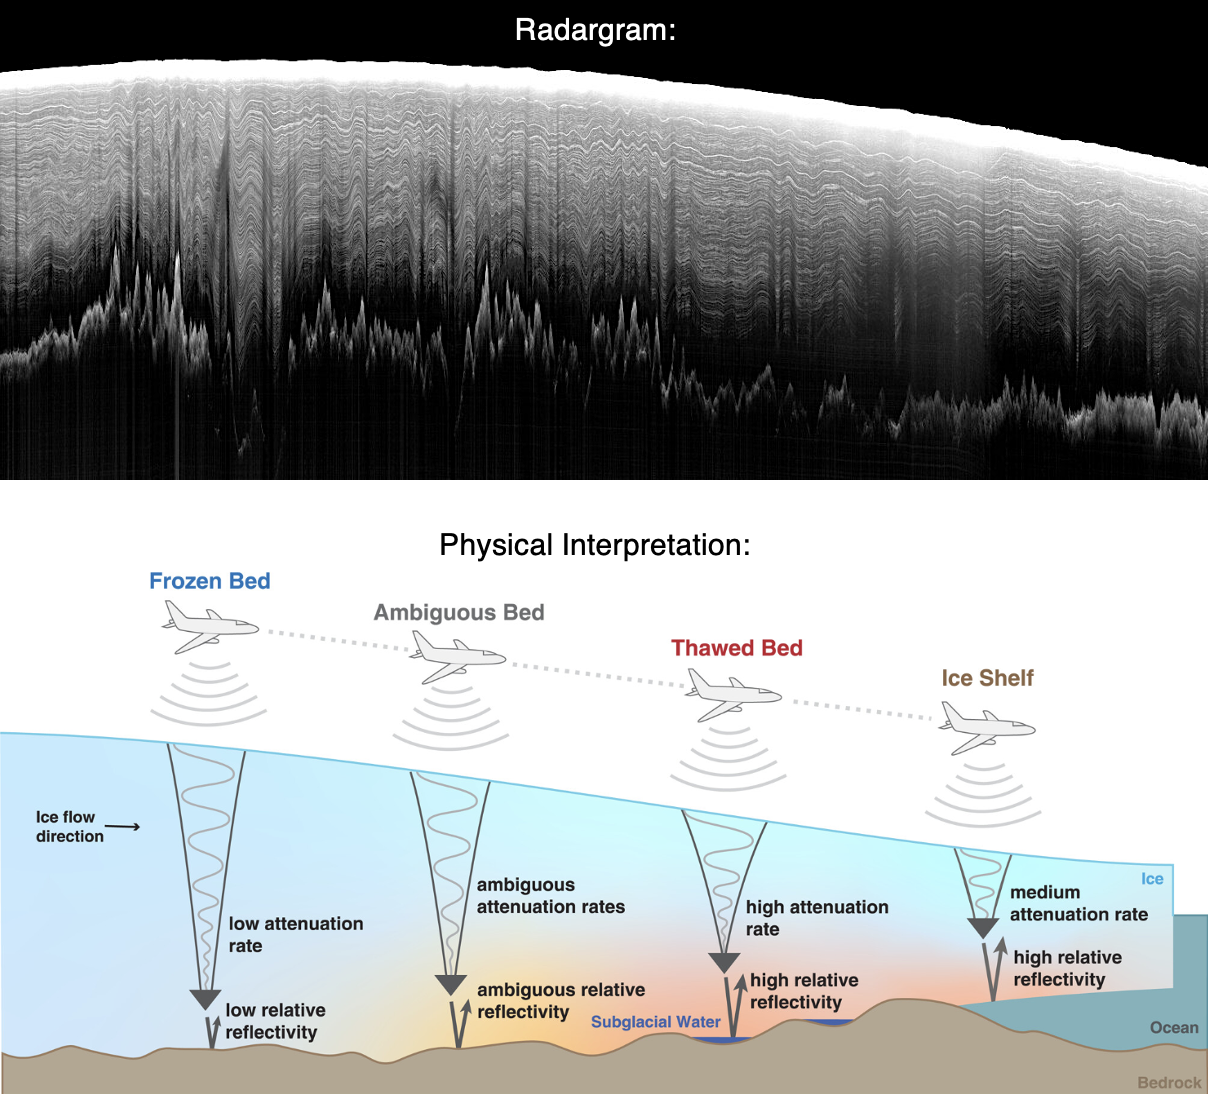 Radargram:
Physical Interpretation:
Frozen Bed
Ambiguous Bed
Thawed Bed
Ice Shelf
Ice flow
direction
low attenuation
rate
low relative
reflectivity
ambiguous
attenuation rates
ambiguous relative
reflectivity
high attenuation
rate
high relative
reflectivity
Subglacial Water
Ice
medium
attenuation rate
high relative
reflectivity
Ocean
Bedrock